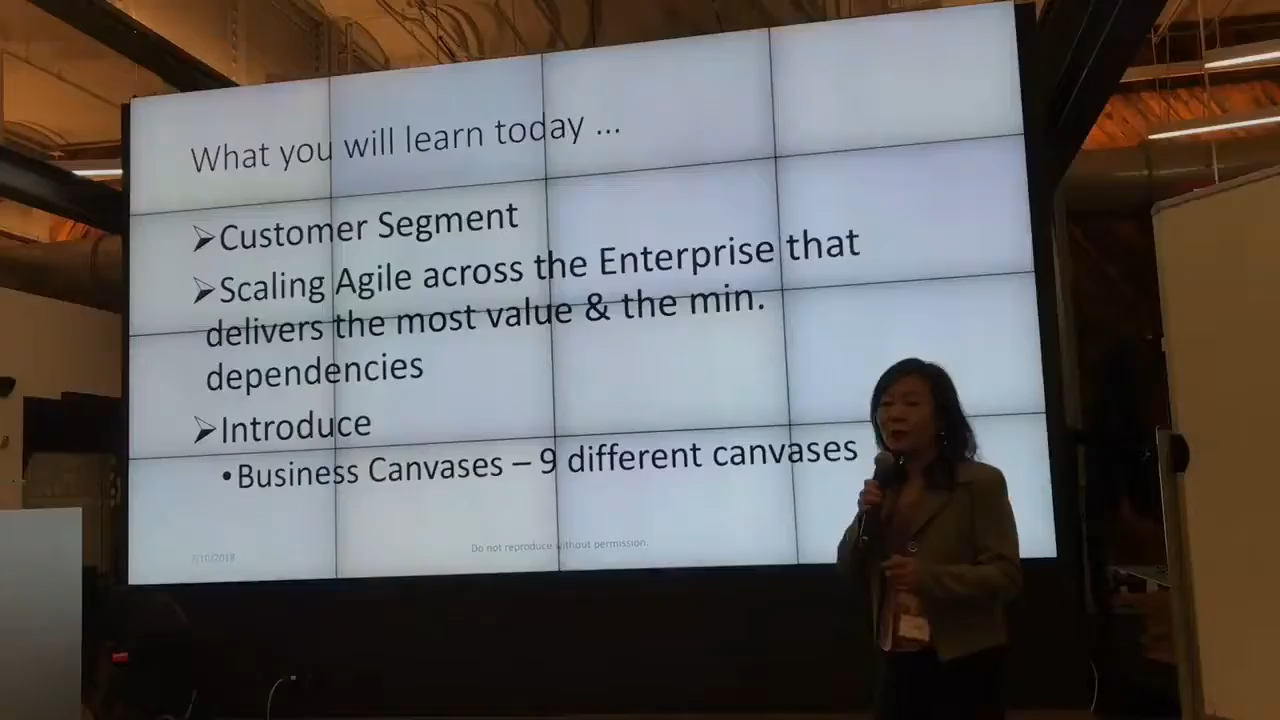 What you will learn today ...
➢Customer Segment
➢Scaling Agile across the Enterprise that
delivers the most value & the min.
dependencies
➢Introduce
•Business Canvases – 9 different canvases
Do not reproduce without permission.